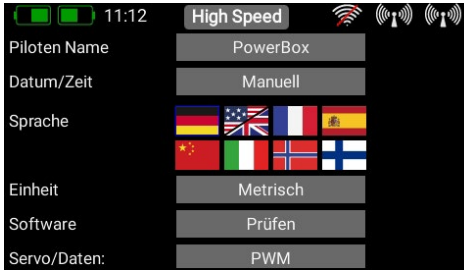 11:12 High Speed
Piloten Name PowerBox
Datum/Zeit Manuell
Sprache
Einheit Metrisch
Software Prüfen
Servo/Daten: PWM